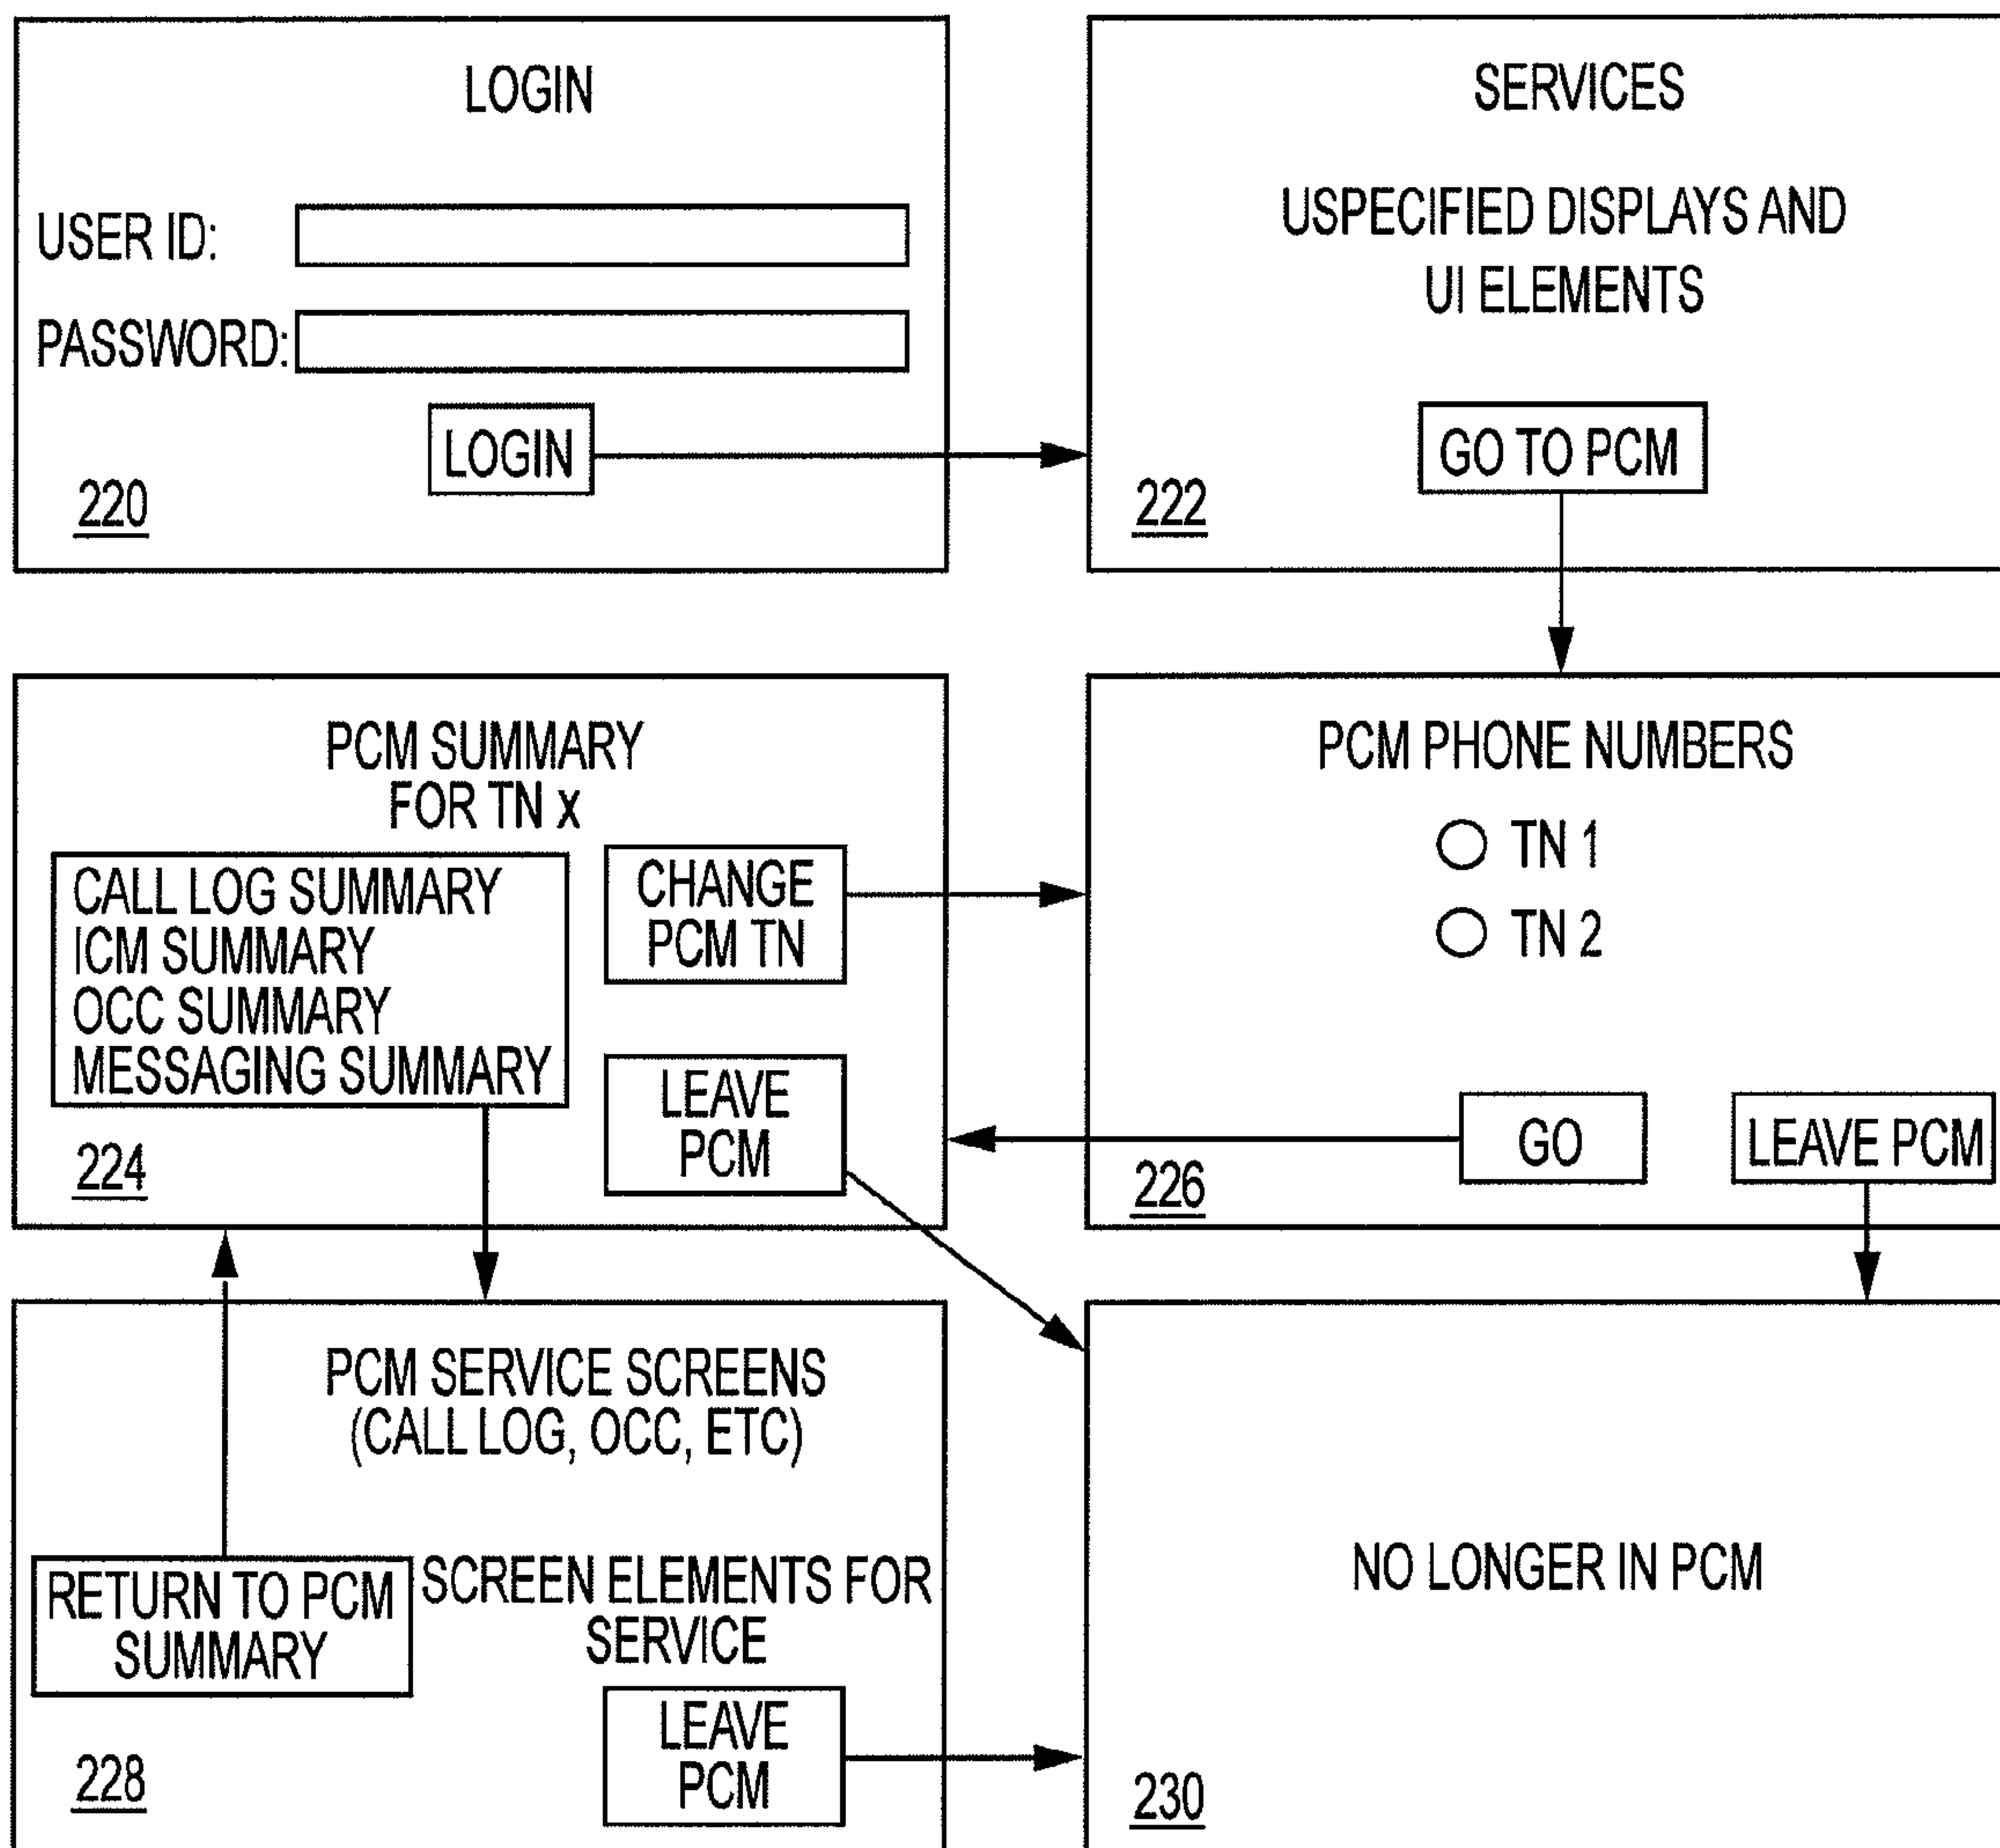 LOGIN
USER ID:
PASSWORD:
LOGIN
220
SERVICES
USPECIFIED DISPLAYS AND
UI ELEMENTS
GO TO PCM
222
PCM SUMMARY
FOR TN x
CALL LOG SUMMARY
ICM SUMMARY
OCC SUMMARY
MESSAGING SUMMARY
CHANGE
PCM TN
LEAVE
PCM
224
PCM PHONE NUMBERS
TN 1
TN 2
GO
LEAVE PCM
226
PCM SERVICE SCREENS
(CALL LOG, OCC, ETC)
RETURN TO PCM
SUMMARY
SCREEN ELEMENTS FOR
SERVICE
LEAVE
PCM
228
NO LONGER IN PCM
230